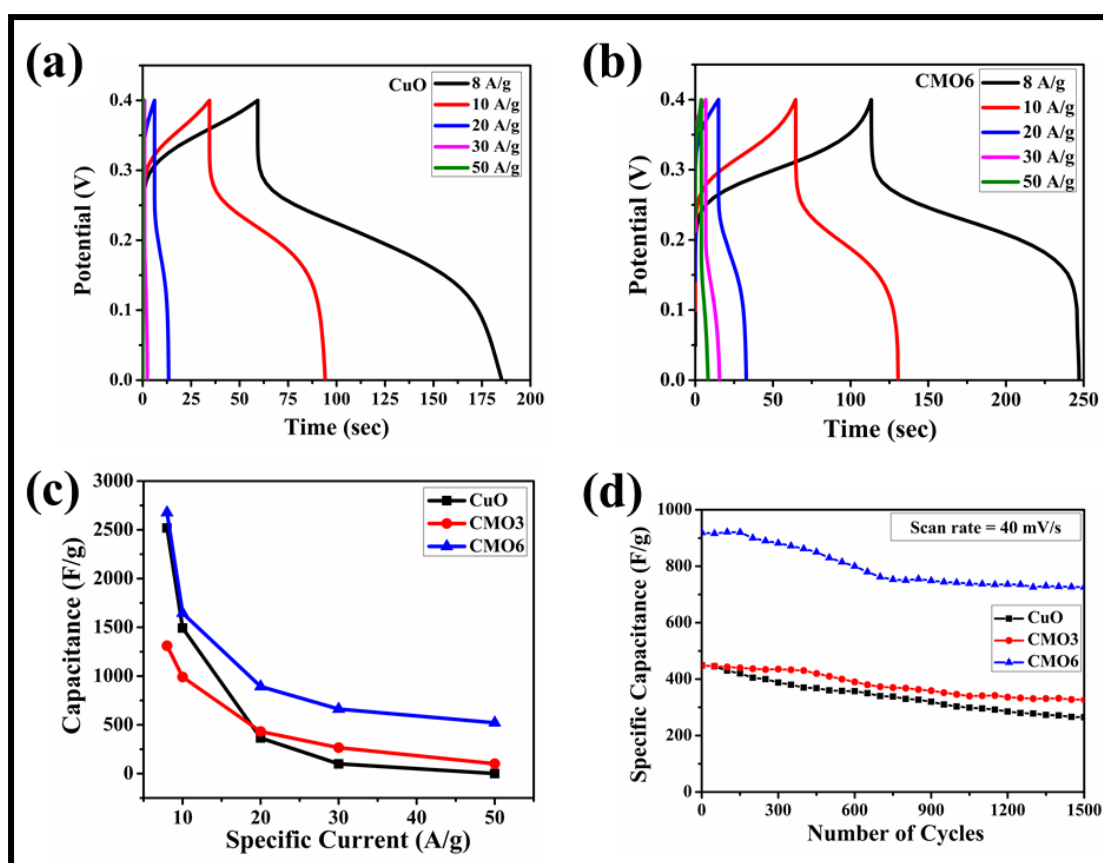 (a)
CuO
8 A/g
10 A/g
20 A/g
30 A/g
50 A/g
Potential (V)
0.4
0.3
0.2
0.1
0.0
0 25 50 75 100 125 150 175 200
Time (sec)
(b)
CMO6
8 A/g
10 A/g
20 A/g
30 A/g
50 A/g
Potential (V)
0.4
0.3
0.2
0.1
0.0
0 50 100 150 200 250
Time (sec)
(c)
CuO
CMO3
CMO6
Capacitance (F/g)
3000
2500
2000
1500
1000
500
0
10 20 30 40 50
Specific Current (A/g)
(d)
Scan rate = 40 mV/s
CuO
CMO3
CMO6
Specific Capacitance (F/g)
1000
800
600
400
200
0 300 600 900 1200 1500
Number of Cycles